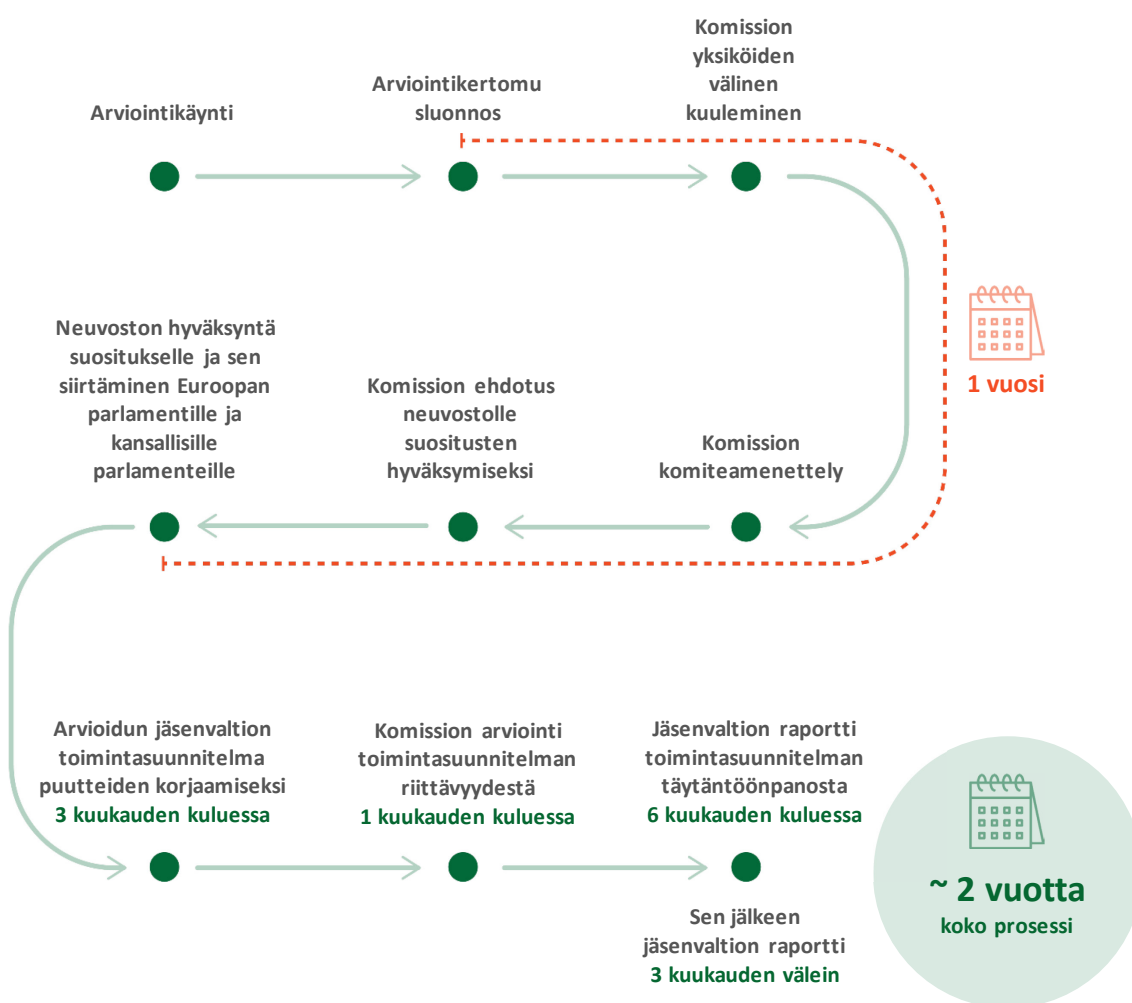 Arviointikäynti
Arviointikertomu
sluonnos
Komission
yksiköiden
välinen
kuuleminen
1 vuosi
Neuvoston hyväksyntä
suositukselle ja sen
siirtäminen Euroopan
parlamentille ja
kansallisille
parlamenteille
Komission ehdotus
neuvostolle
suositusten
hyväksymiseksi
Komission
komiteamenettely
Arvioidun jäsenvaltion
toimintasuunnitelma
puutteiden korjaamiseksi
3 kuukauden kuluessa
Komission arviointi
toimintasuunnitelman
riittävyydestä
1 kuukauden kuluessa
Jäsenvaltion raportti
toimintasuunnitelman
täytäntöönpanosta
6 kuukauden kuluessa
Sen jälkeen
jäsenvaltion raportti
3 kuukauden välein
~ 2 vuotta
koko prosessi